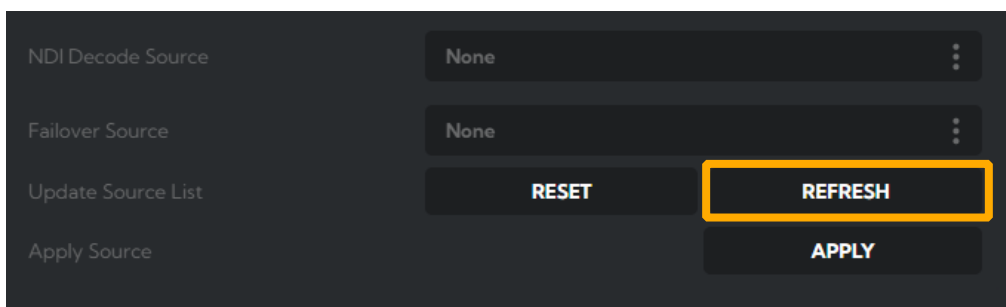 NDI Decode Source None
Failover Source None
Update Source List RESET REFRESH
Apply Source APPLY